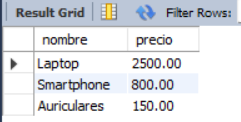 Result Grid Filter Rows:
nombre precio
Laptop 2500.00
Smartphone 800.00
Auriculares 150.00